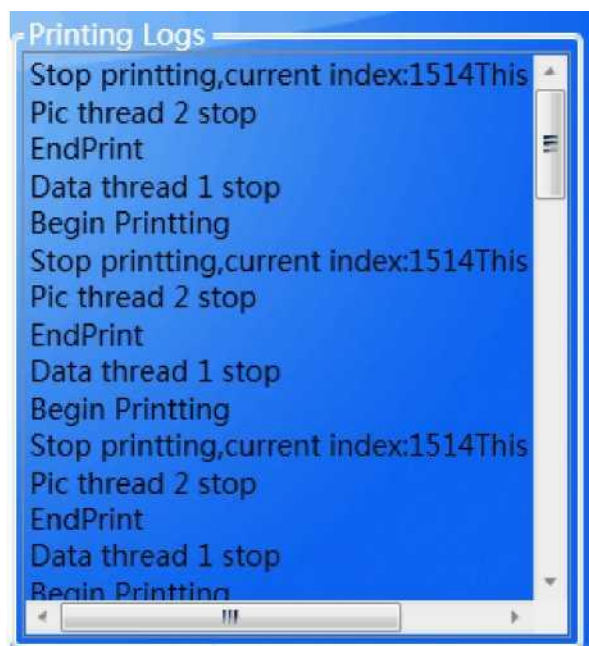 Printing Logs
Stop printting,current index:1514This
Pic thread 2 stop
EndPrint
Data thread 1 stop
Begin Printting
Stop printting,current index:1514This
Pic thread 2 stop
EndPrint
Data thread 1 stop
Begin Printting
Stop printting,current index:1514This
Pic thread 2 stop
EndPrint
Data thread 1 stop
Begin Printting